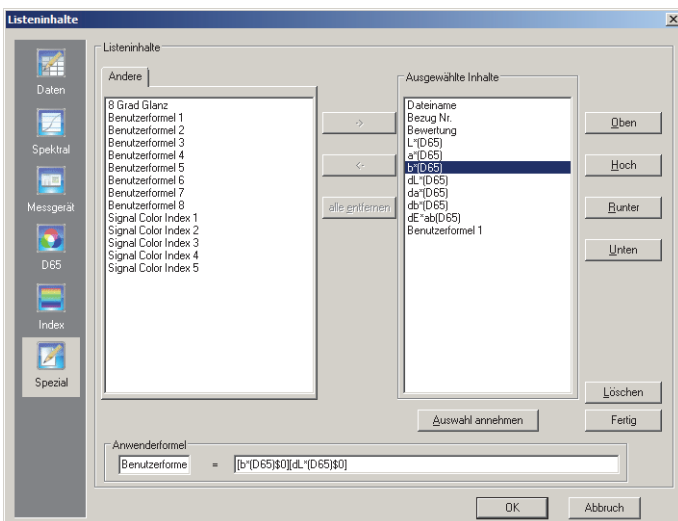 Listeninhalte
Daten
Spektral
Messgerät
D65
Index
Spezial
Listeninhalte
Andere
8 Grad Glanz
Benutzerformel 1
Benutzerformel 2
Benutzerformel 3
Benutzerformel 4
Benutzerformel 5
Benutzerformel 6
Benutzerformel 7
Benutzerformel 8
Signal Color Index 1
Signal Color Index 2
Signal Color Index 3
Signal Color Index 4
Signal Color Index 5
->
<-
alle entfernen
Ausgewählte Inhalte
Dateiname
Bezug Nr.
Bewertung
L*(D65)
a*(D65)
b*(D65)
dL*(D65)
da*(D65)
db*(D65)
dE*ab(D65)
Benutzerformel 1
Oben
Hoch
Runter
Unten
Löschen
Auswahl annehmen
Fertig
Anwenderformel
Benutzerforme = [b*(D65)$0][dL*(D65)$0]
OK Abbruch